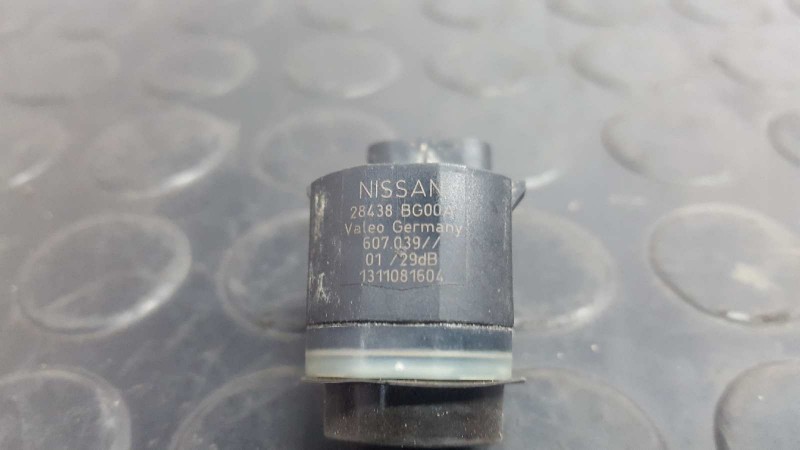 NISSAN
28438 BG00A
Valeo Germany
607.039//
01 /29dB
1311081604